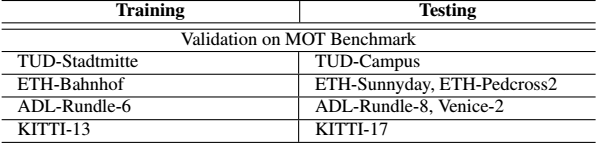 Training Testing
Validation on MOT Benchmark
TUD-Stadtmitte TUD-Campus
ETH-Bahnhof ETH-Sunnyday, ETH-Pedcross2
ADL-Rundle-6 ADL-Rundle-8, Venice-2
KITTI-13 KITTI-17